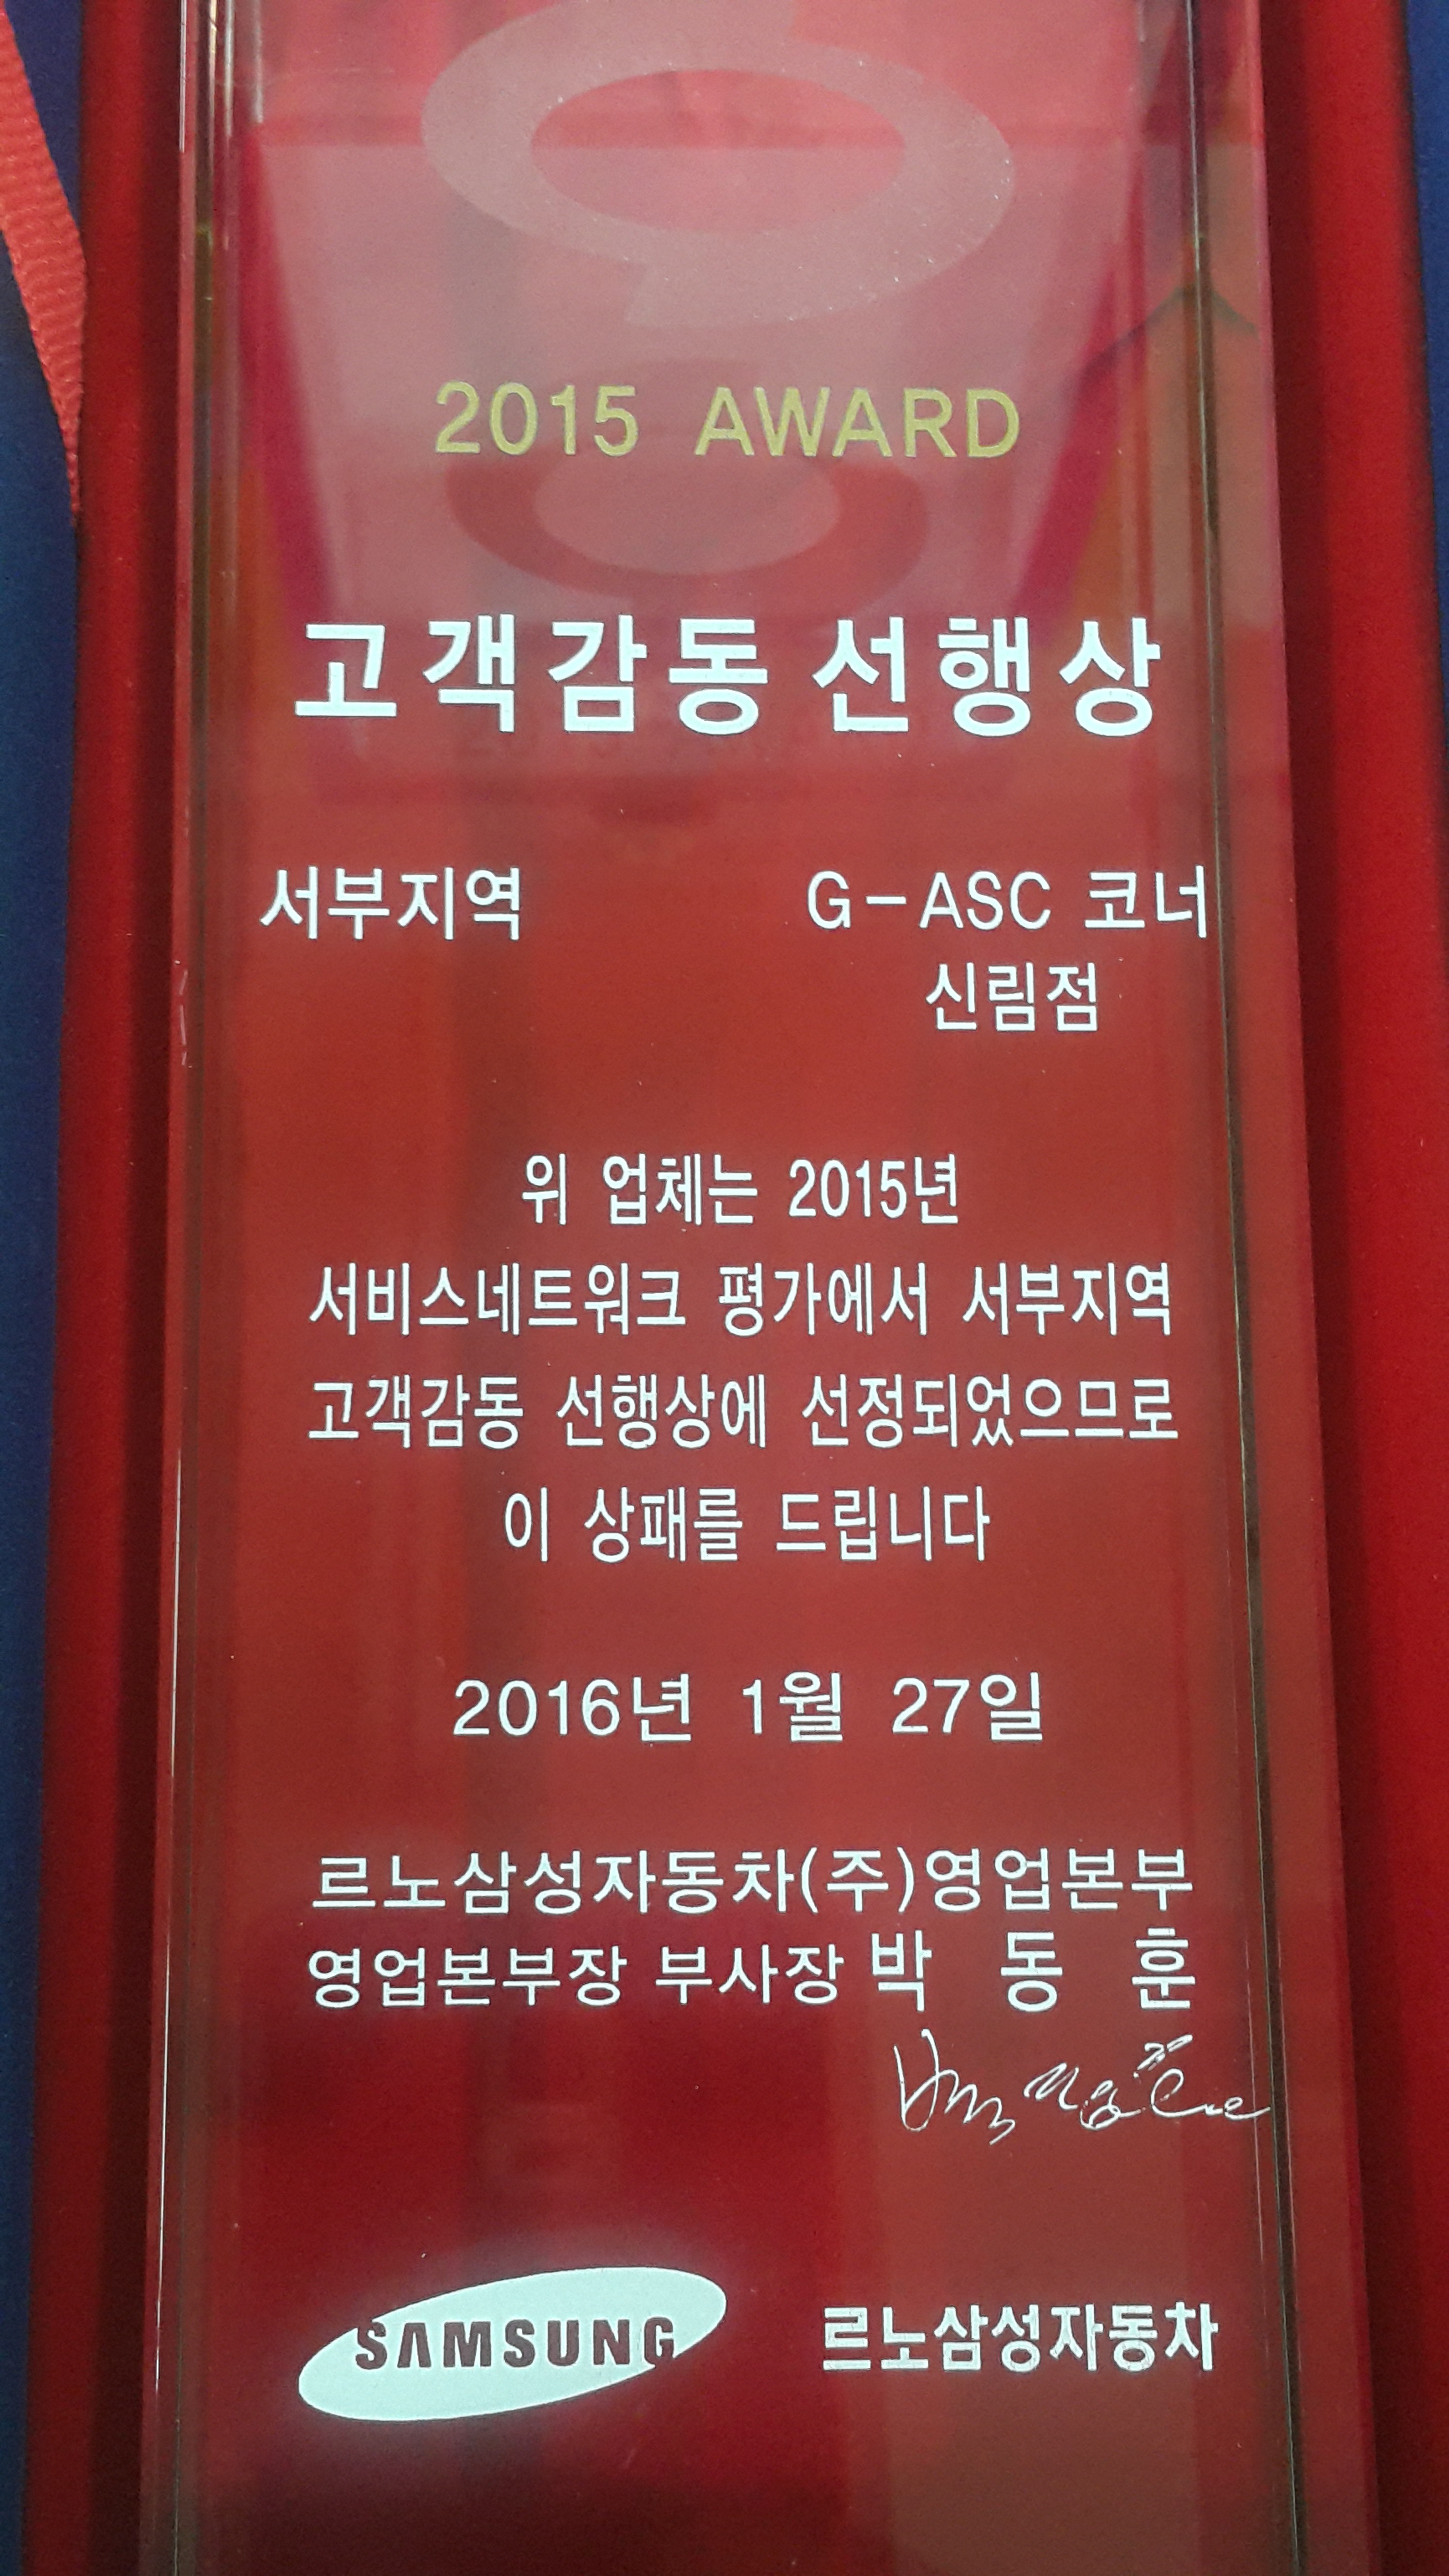 2015 AWARD
고객감동 선행상
서부지역 G-ASC 코너
신림점
위 업체는 2015년
서비스네트워크 평가에서 서부지역
고객감동 선행상에 선정되었으므로
이 상패를 드립니다
2016년 1월 27일
르노삼성자동차(주)영업본부
영업본부장 부사장 박 동 훈
SAMSUNG 르노삼성자동차